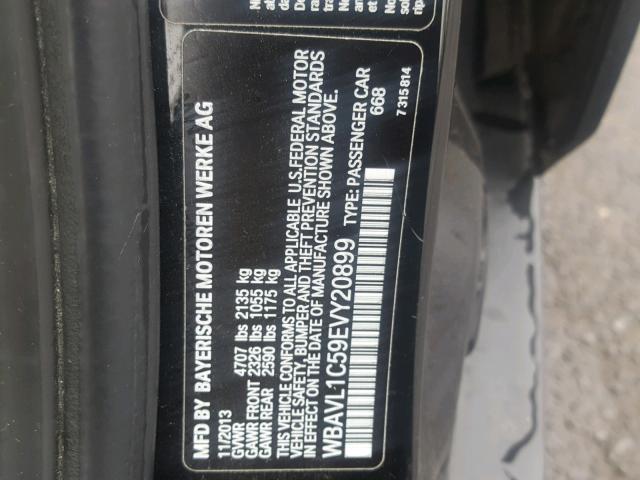 MFD BY BAYERISCHE MOTOREN WERKE AG
11/2013
GVWR 4707 lbs 2135 kg
GAWR FRONT 2326 lbs 1055 kg
GAWR REAR 2590 lbs 1175 kg
THIS VEHICLE CONFORMS TO ALL APPLICABLE U.S. FEDERAL MOTOR
VEHICLE SAFETY, BUMPER AND THEFT PREVENTION STANDARDS
IN EFFECT ON THE DATE OF MANUFACTURE SHOWN ABOVE.
WBAVL1C59EVY20899 TYPE: PASSENGER CAR
668
7 315 814